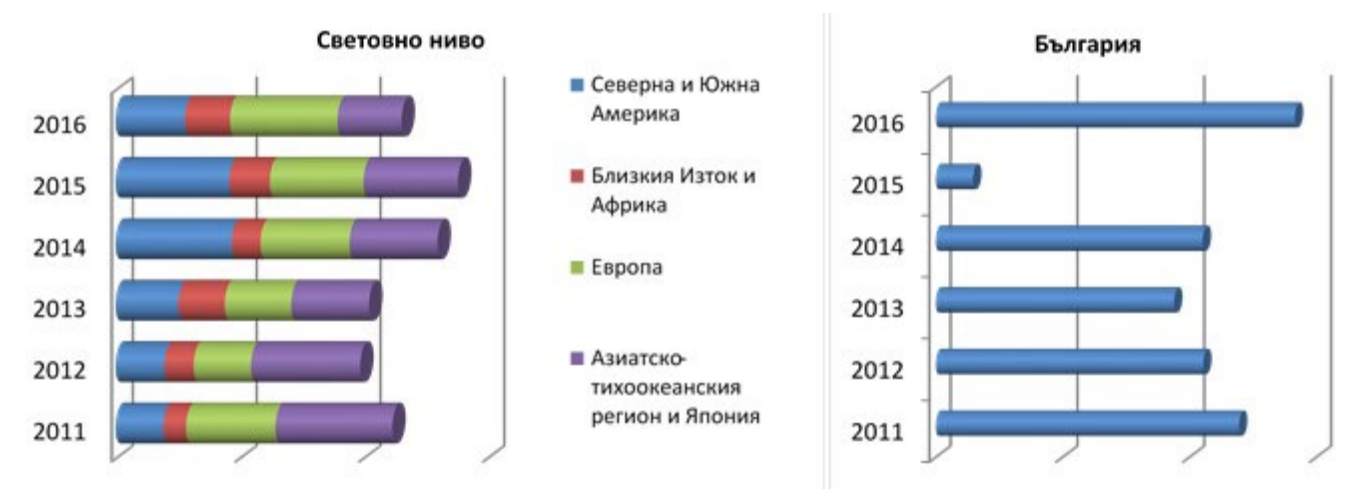 Световно ниво
2016
2015
2014
2013
2012
2011
Северна и Южна
Америка
Близкия Изток и
Африка
Европа
Азиатско-
тихоокеанския
регион и Япония
България
2016
2015
2014
2013
2012
2011